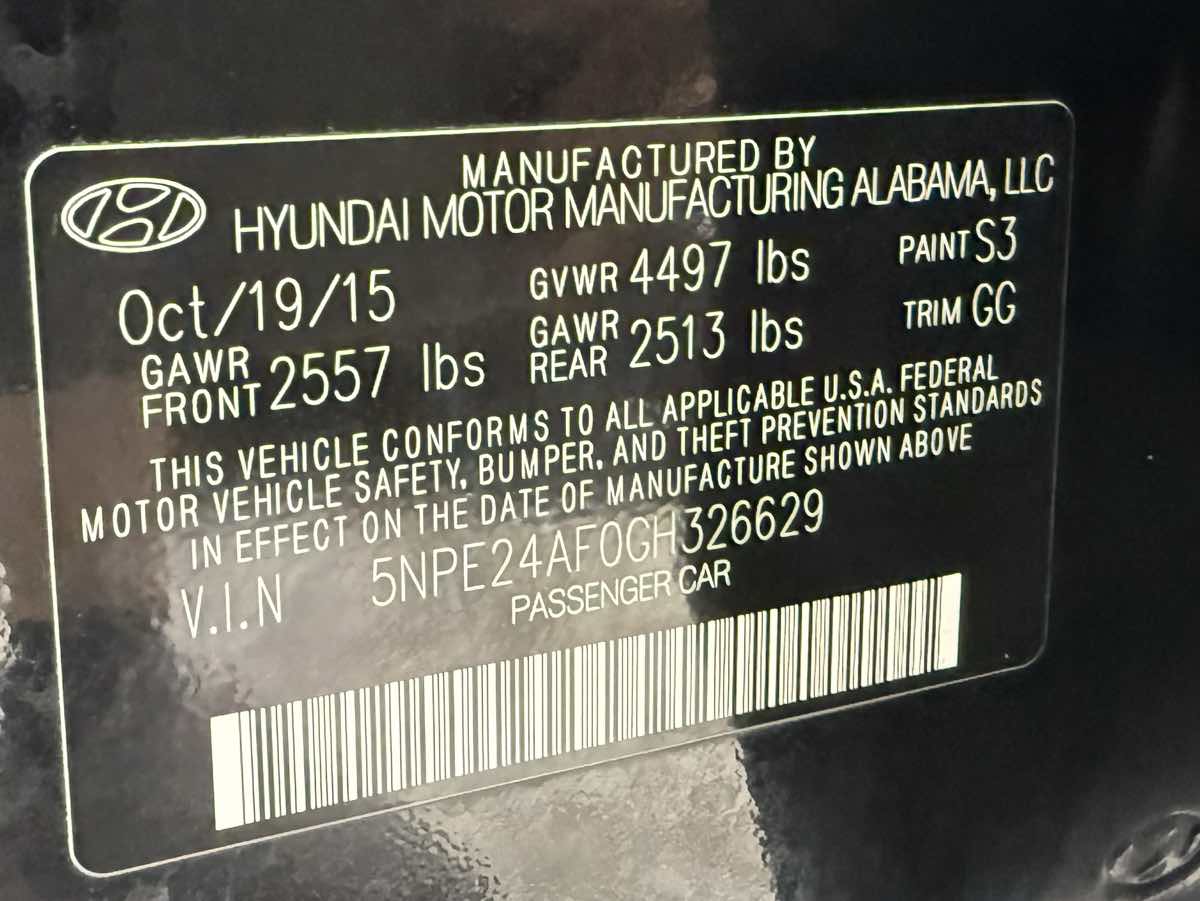 MANUFACTURED BY
HYUNDAI MOTOR MANUFACTURING ALABAMA, LLC
Oct/19/15 GVWR 4497 lbs PAINT S3
GAWR FRONT 2557 lbs GAWR REAR 2513 lbs TRIM GG
THIS VEHICLE CONFORMS TO ALL APPLICABLE U.S.A. FEDERAL
MOTOR VEHICLE SAFETY, BUMPER, AND THEFT PREVENTION STANDARDS
IN EFFECT ON THE DATE OF MANUFACTURE SHOWN ABOVE
V.I.N 5NPE24AF0GH326629
PASSENGER CAR